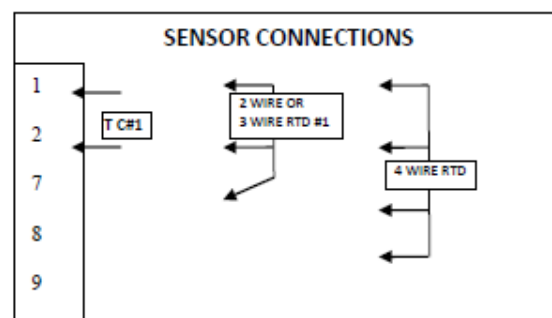 SENSOR CONNECTIONS
1
T C#1
2
2 WIRE OR
3 WIRE RTD #1
4 WIRE RTD
7
8
9